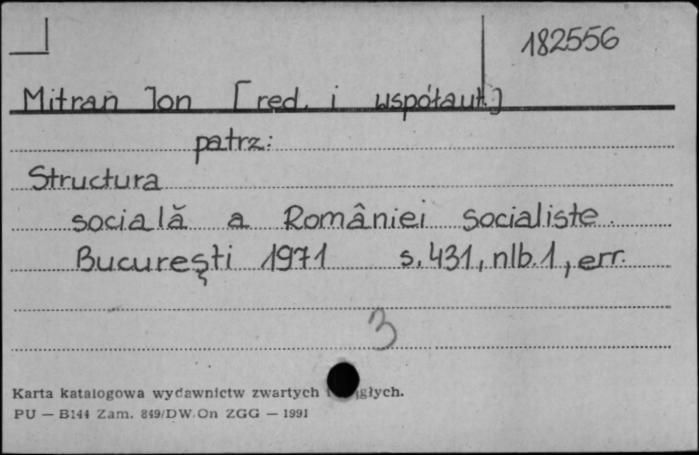 182556
Mitran Ion [red. i współaut.]
patrz:
Structura
socială a României socialiste.
București 1971 s. 431, nlb. 1, err.
3
Karta katalogowa wydawnictw zwartych i głych.
PU — B144 Zam. 849/DW.On ZGG — 1991